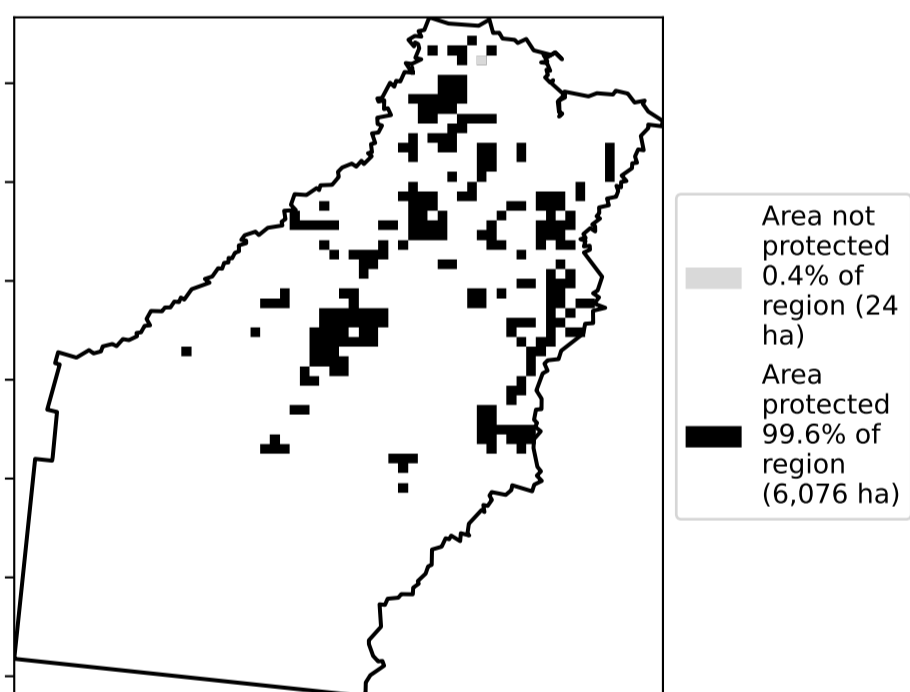 Area not
protected
0.4% of
region (24
ha)
Area
protected
99.6% of
region
(6,076 ha)